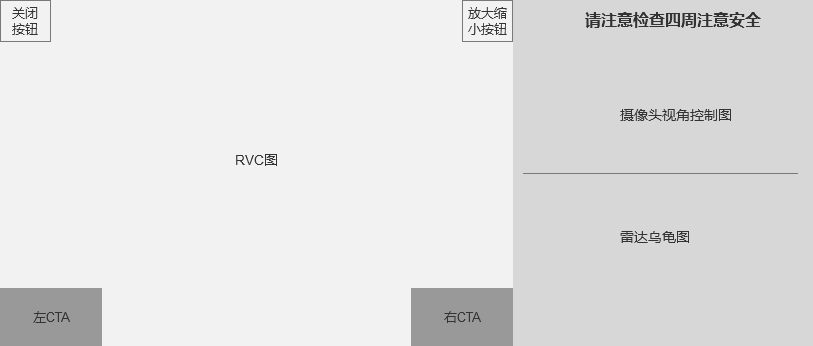 关闭
按钮
放大缩
小按钮
请注意检查四周注意安全
摄像头视角控制图
RVC图
雷达乌龟图
左CTA
右CTA